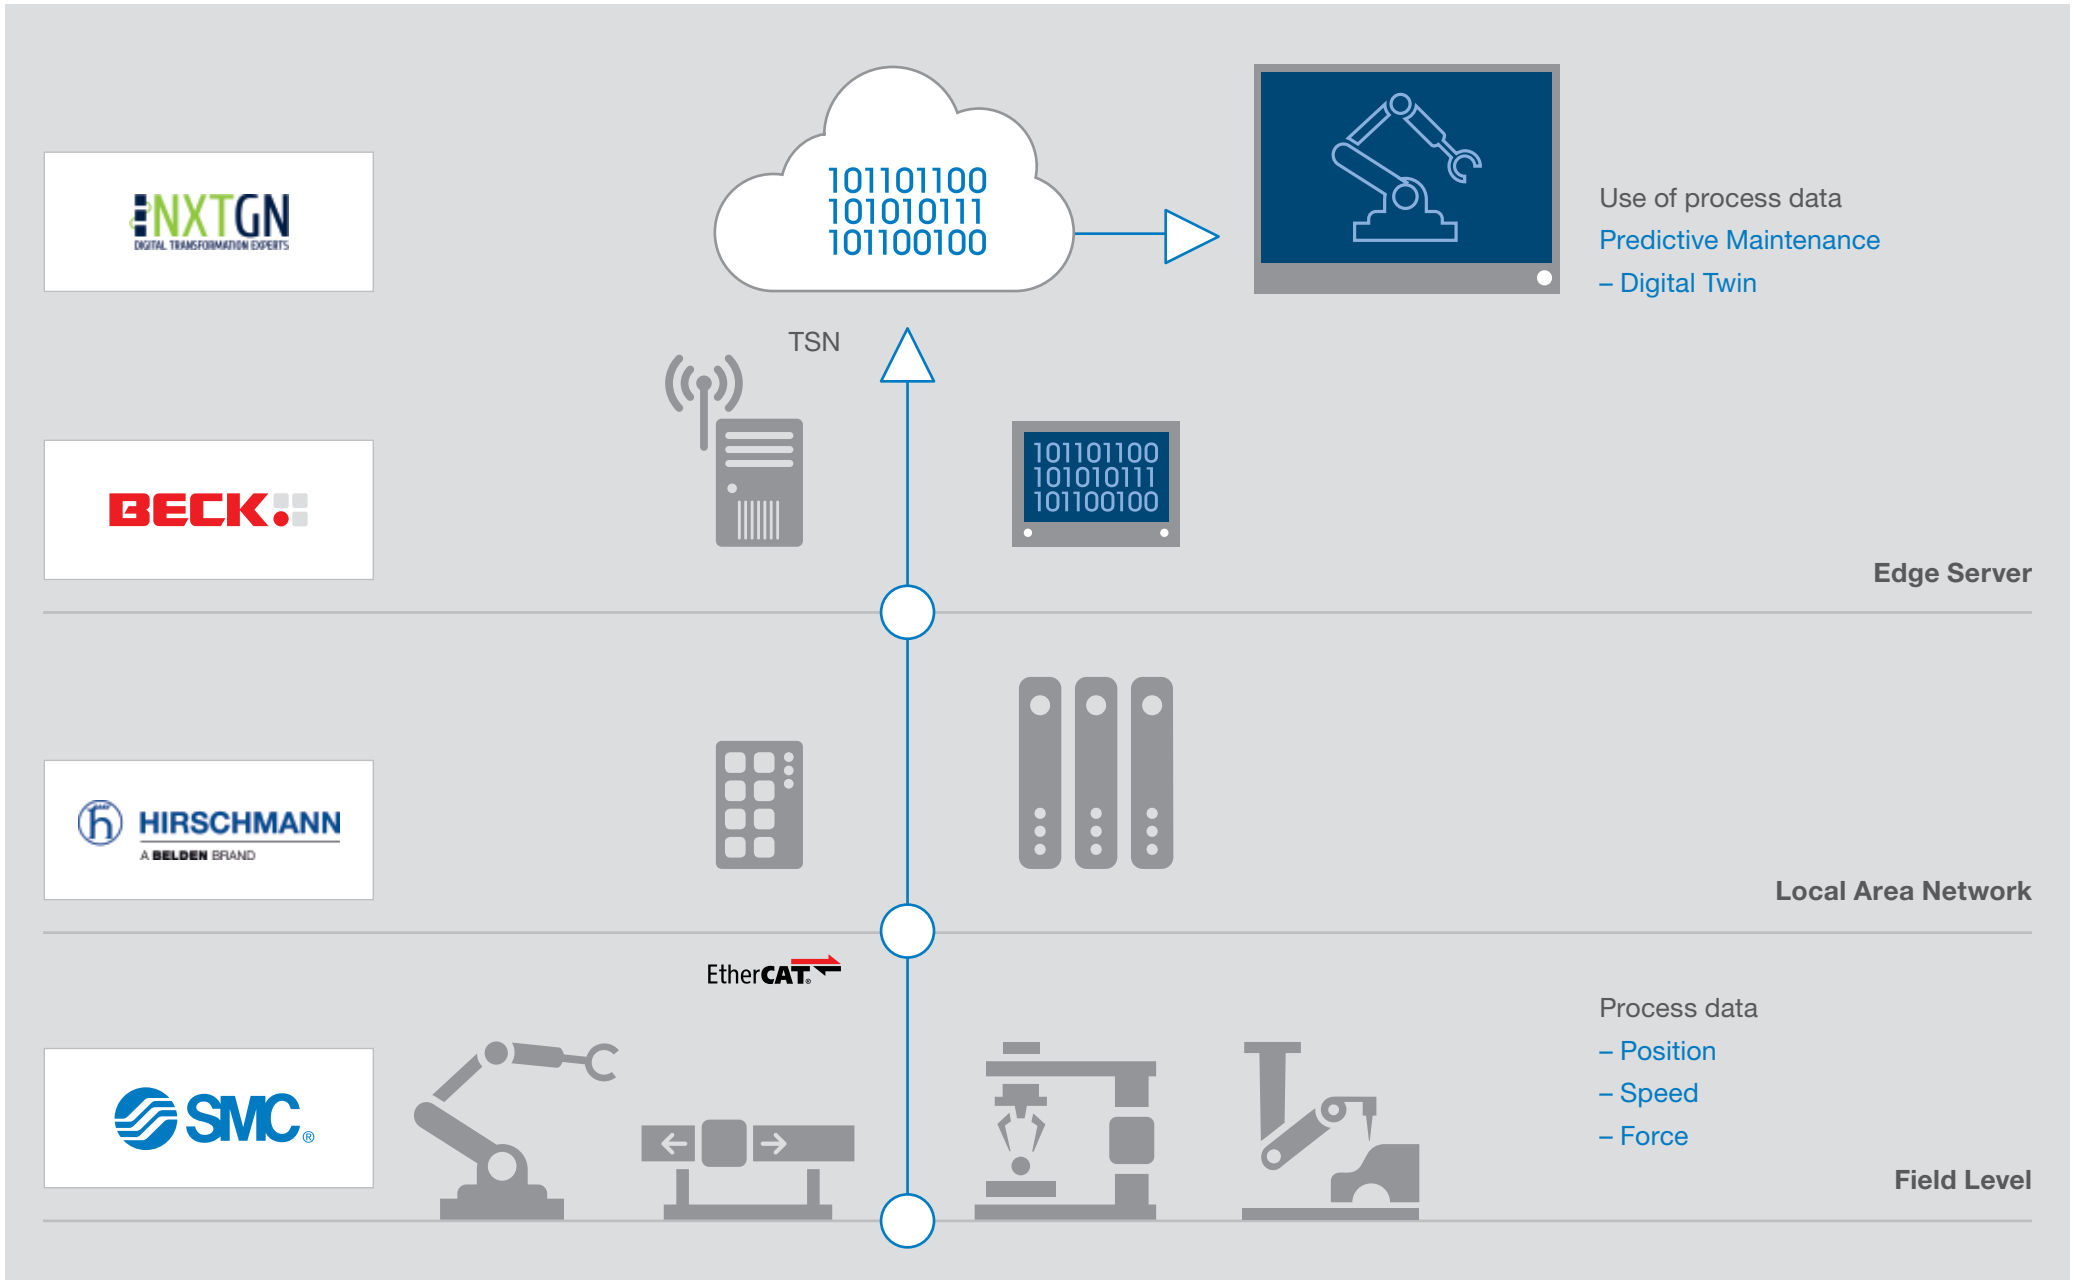 NXTGN
DIGITAL TRANSFORMATION EXPERTS
101101100
101010111
101100100
Use of process data
Predictive Maintenance
– Digital Twin
TSN
BECK
101101100
101010111
101100100
Edge Server
HIRSCHMANN
A BELDEN BRAND
Local Area Network
EtherCAT®
SMC®
Process data
– Position
– Speed
– Force
Field Level